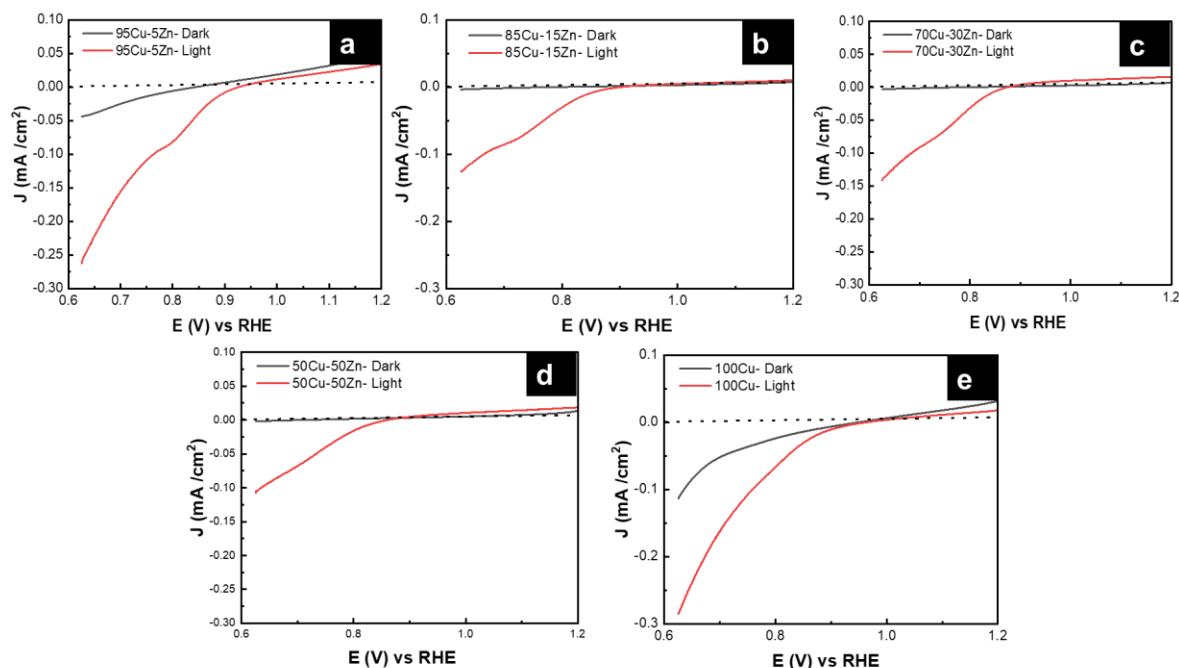 95Cu-5Zn- Dark
95Cu-5Zn- Light
a
0.10
0.05
0.00
-0.05
-0.10
-0.15
-0.20
-0.25
-0.30
J (mA /cm²)
0.6 0.7 0.8 0.9 1.0 1.1 1.2
E (V) vs RHE
85Cu-15Zn- Dark
85Cu-15Zn- Light
b
0.1
0.0
-0.1
-0.2
-0.3
J (mA /cm²)
0.6 0.8 1.0 1.2
E (V) vs RHE
70Cu-30Zn- Dark
70Cu-30Zn- Light
c
0.10
0.05
0.00
-0.05
-0.10
-0.15
-0.20
-0.25
-0.30
J (mA /cm²)
0.6 0.8 1.0 1.2
E (V) vs RHE
50Cu-50Zn- Dark
50Cu-50Zn- Light
d
0.10
0.05
0.00
-0.05
-0.10
-0.15
-0.20
-0.25
-0.30
J (mA /cm²)
0.6 0.8 1.0 1.2
E (V) vs RHE
100Cu- Dark
100Cu- Light
e
0.1
0.0
-0.1
-0.2
-0.3
J (mA /cm²)
0.6 0.8 1.0 1.2
E (V) vs RHE